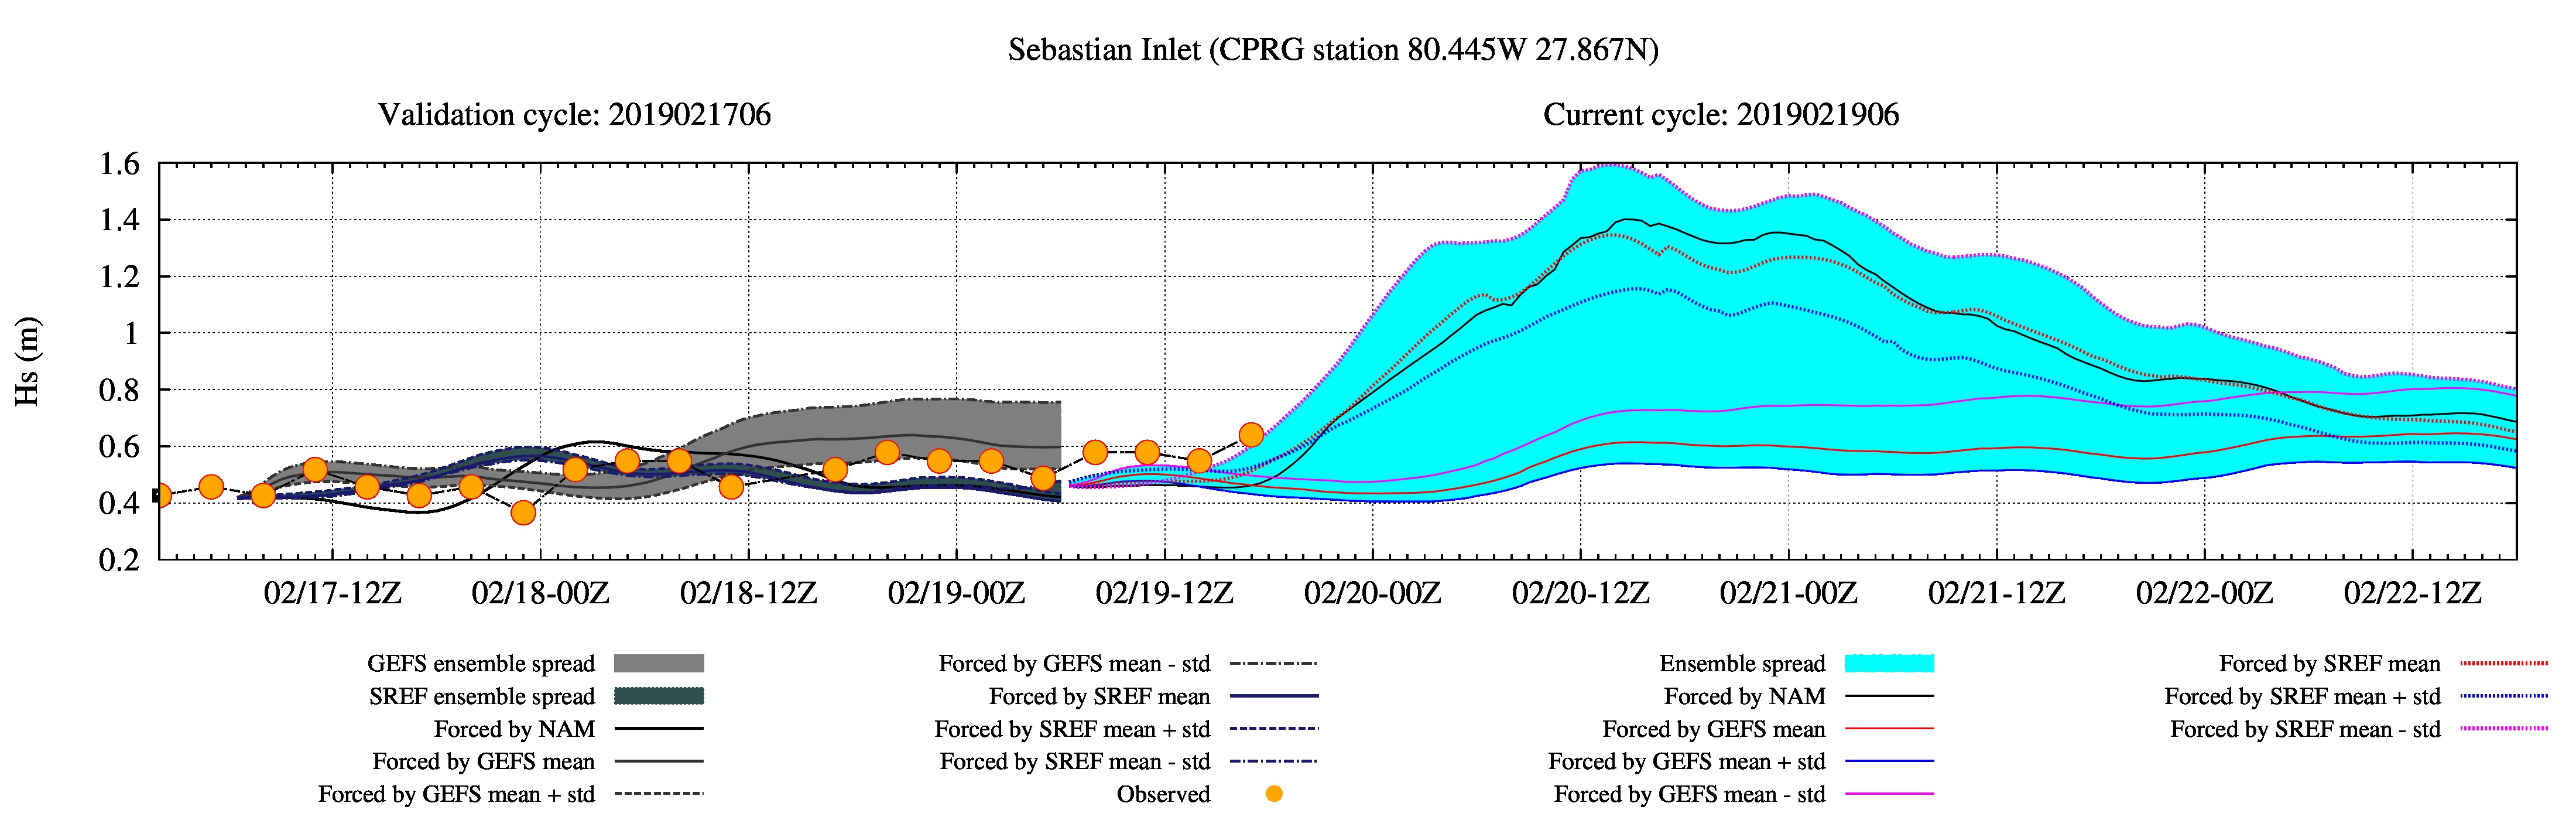 Sebastian Inlet (CPRG station 80.445W 27.867N)
Validation cycle: 2019021706
Current cycle: 2019021906
Hs (m)
1.6
1.4
1.2
1
0.8
0.6
0.4
0.2
02/17-12Z 02/18-00Z 02/18-12Z 02/19-00Z 02/19-12Z 02/20-00Z 02/20-12Z 02/21-00Z 02/21-12Z 02/22-00Z 02/22-12Z
GEFS ensemble spread
SREF ensemble spread
Forced by NAM
Forced by GEFS mean
Forced by GEFS mean + std
Forced by GEFS mean - std
Forced by SREF mean
Forced by SREF mean + std
Forced by SREF mean - std
Observed
Ensemble spread
Forced by NAM
Forced by GEFS mean
Forced by GEFS mean + std
Forced by GEFS mean - std
Forced by SREF mean
Forced by SREF mean + std
Forced by SREF mean - std